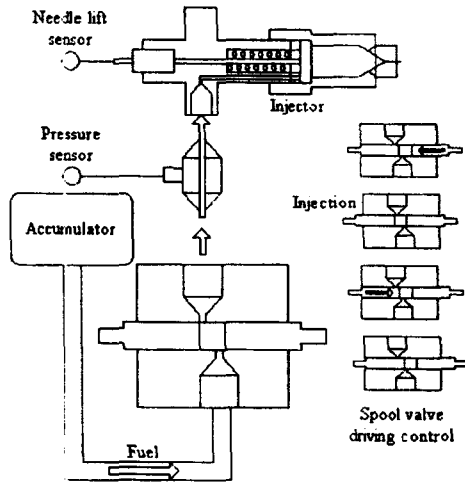 Needle lift
sensor
Injector
Pressure
sensor
Accumulator
Injection
Fuel
Spool valve
driving control